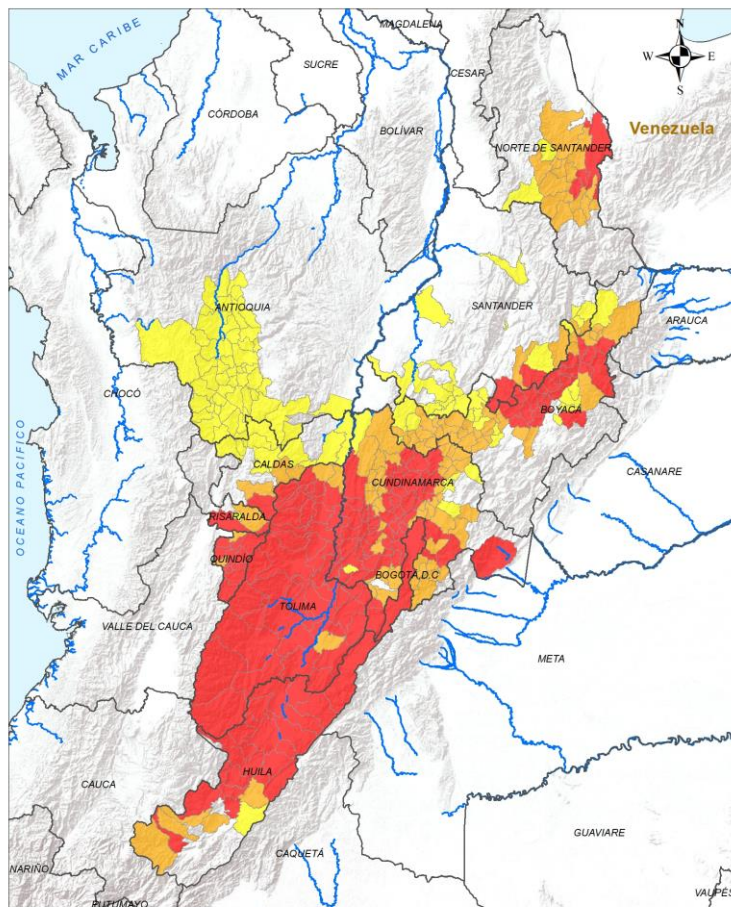 MAGDALENA
N
MAR CARIBE
SUCRE
CESAR
W
E
S
CÓRDOBA
BOLÍVAR
Venezuela
NORTE DE SANTANDER
ANTIOQUIA
SANTANDER
ARAUCA
CHOCÓ
BOYACÁ
OCEANO PACIFICO
CALDAS
CUNDINAMARCA
CASANARE
RISARALDA
QUINDÍO
BOGOTÁ,D.C
TOLIMA
VALLE DEL CAUCA
META
HUILA
CAUCA
GUAVIARE
CAQUETÁ
NARIÑO
PUTUMAYO
VAUPÉS